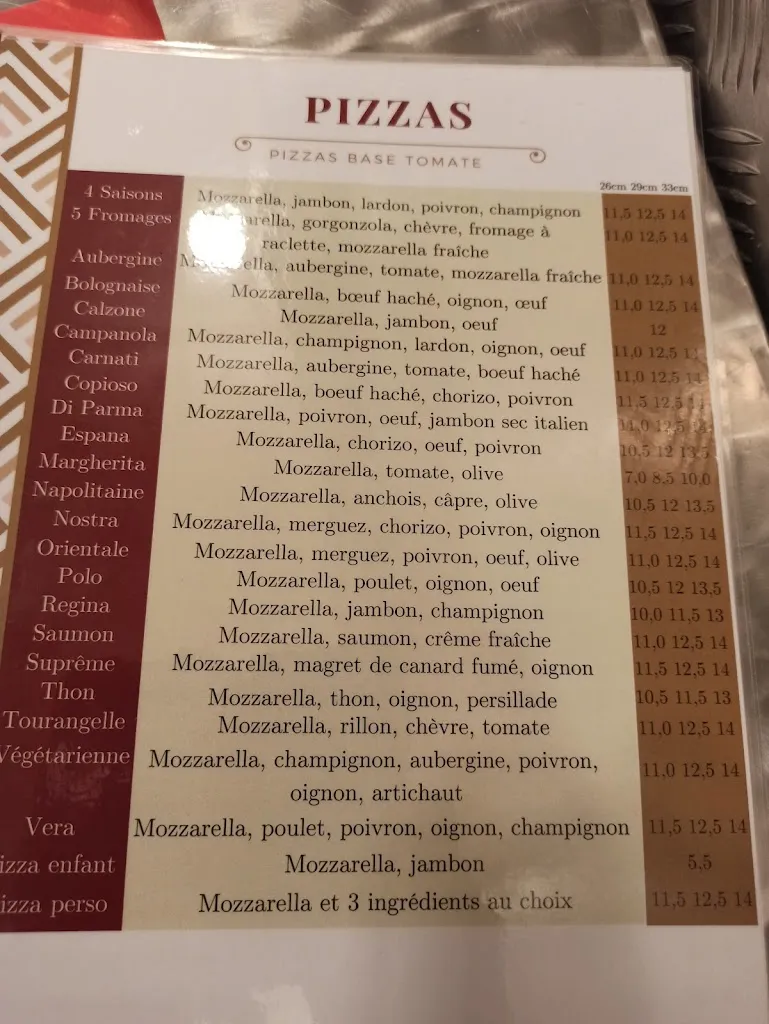 PIZZAS
PIZZAS BASE TOMATE
26cm 29cm 33cm
4 Saisons Mozzarella, jambon, lardon, poivron, champignon 11,5 12,5 14
5 Fromages gorgonzola, chèvre, fromage à 11,0 12,5 14
raclette, mozzarella fraîche
Aubergine aubergine, tomate, mozzarella fraîche 11,0 12,5 14
Bolognaise Mozzarella, bœuf haché, oignon, œuf 11,0 12,5 14
Calzone Mozzarella, jambon, oeuf 12
Campanola Mozzarella, champignon, lardon, oignon, oeuf 11,0 12,5
Carnati Mozzarella, aubergine, tomate, boeuf haché 11,0 12,5 14
Copioso Mozzarella, boeuf haché, chorizo, poivron 11,5 12,5
Di Parma Mozzarella, poivron, oeuf, jambon sec italien 12,5
Espana Mozzarella, chorizo, oeuf, poivron 10,5 12 13,5
Margherita Mozzarella, tomate, olive 7,0 8,5 10,0
Napolitaine Mozzarella, anchois, câpre, olive 10,5 12 13,5
Nostra Mozzarella, merguez, chorizo, poivron, oignon 11,5 12,5 14
Orientale Mozzarella, merguez, poivron, oeuf, olive 11,0 12,5 14
Polo Mozzarella, poulet, oignon, oeuf 10,5 12 13,5
Regina Mozzarella, jambon, champignon 10,0 11,5 13
Saumon Mozzarella, saumon, crême fraîche 11,0 12,5 14
Suprême Mozzarella, magret de canard fumé, oignon 11,5 12,5 14
Thon Mozzarella, thon, oignon, persillade 10,5 11,5 13
Tourangelle Mozzarella, rillon, chèvre, tomate 11,0 12,5 14
Végétarienne Mozzarella, champignon, aubergine, poivron, 11,0 12,5 14
oignon, artichaut
Vera Mozzarella, poulet, poivron, oignon, champignon 11,5 12,5 14
izza enfant Mozzarella, jambon 5,5
izza perso Mozzarella et 3 ingrédients au choix 11,5 12,5 14